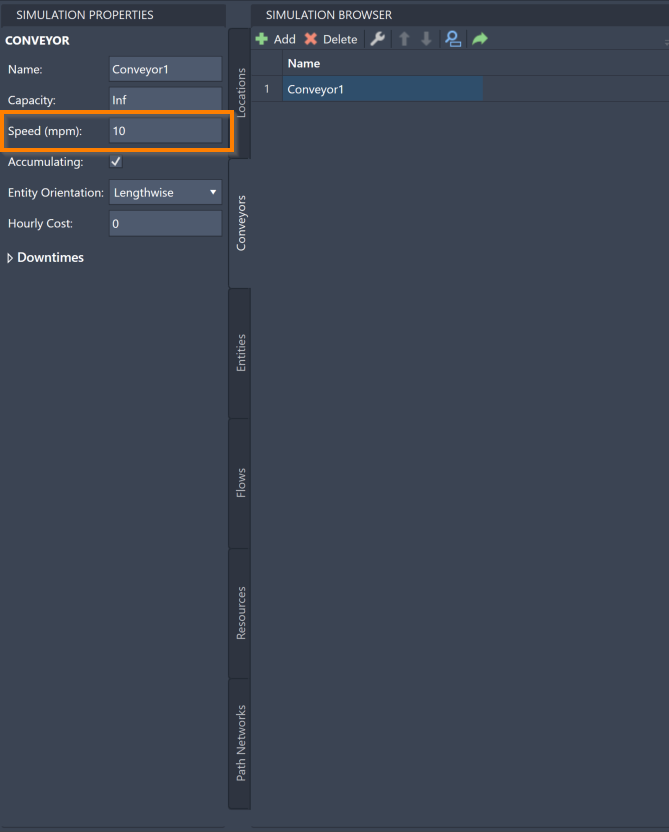 SIMULATION PROPERTIES
CONVEYOR
Name: Conveyor1
Capacity: Inf
Speed (mpm): 10
Accumulating:
Entity Orientation: Lengthwise
Hourly Cost: 0
Downtimes
Locations
Conveyors
Entities
Flows
Resources
Path Networks
SIMULATION BROWSER
Add Delete
Name
1 Conveyor1